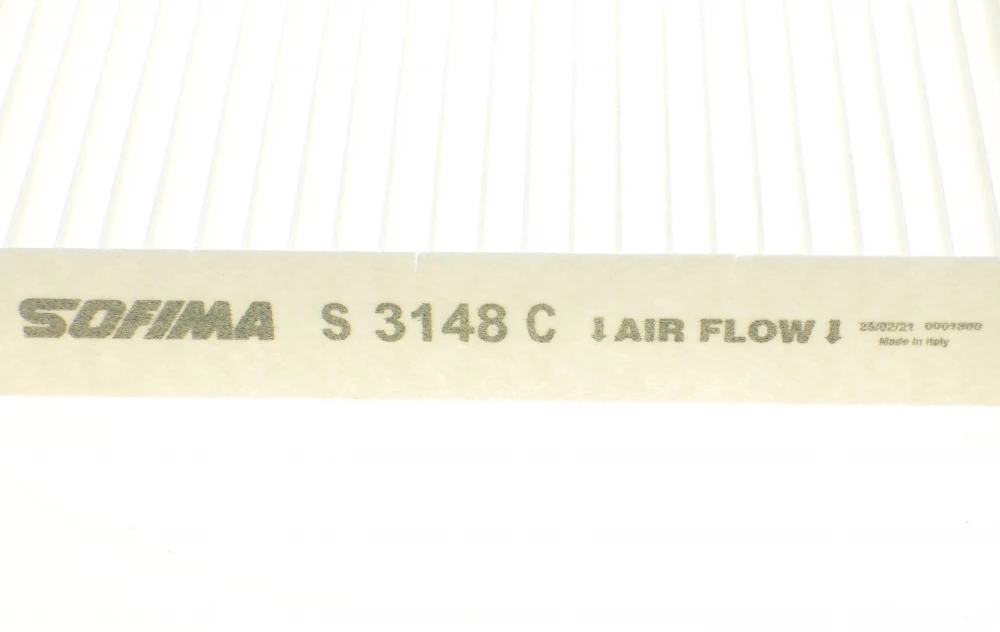 SOFIMA S 3148 C ↓AIR FLOW↓ 25/02/21
Made in Italy